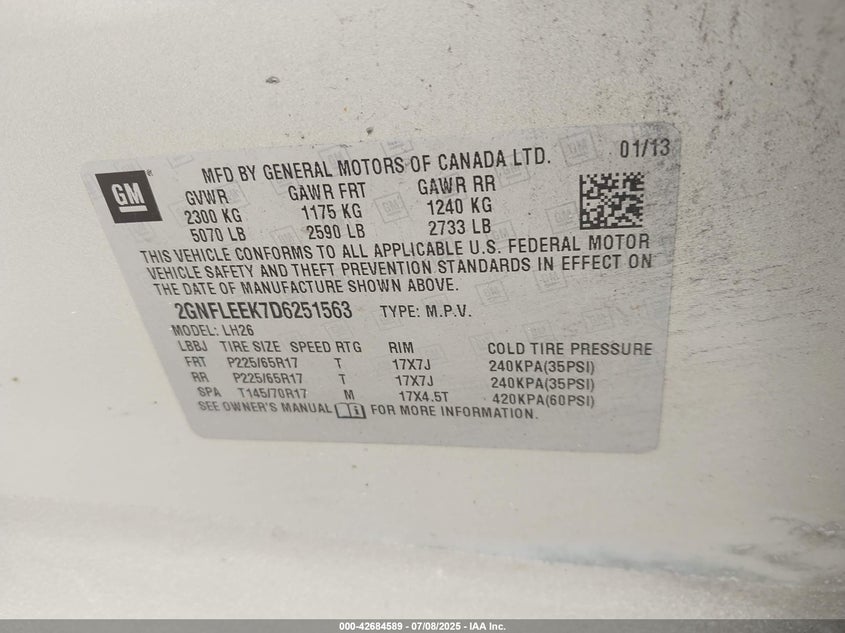 GM
®
MFD BY GENERAL MOTORS OF CANADA LTD. 01/13
GVWR GAWR FRT GAWR RR
2300 KG 1175 KG 1240 KG
5070 LB 2590 LB 2733 LB
THIS VEHICLE CONFORMS TO ALL APPLICABLE U.S. FEDERAL MOTOR
VEHICLE SAFETY AND THEFT PREVENTION STANDARDS IN EFFECT ON
THE DATE OF MANUFACTURE SHOWN ABOVE.
2GNFLEEK7D6251563 TYPE: M.P.V.
MODEL: LH26
LBBJ TIRE SIZE SPEED RTG RIM COLD TIRE PRESSURE
FRT P225/65R17 T 17X7J 240KPA(35PSI)
RR P225/65R17 T 17X7J 240KPA(35PSI)
SPA T145/70R17 M 17X4.5T 420KPA(60PSI)
SEE OWNER'S MANUAL FOR MORE INFORMATION.
000-42684589 - 07/08/2025 - IAA Inc.